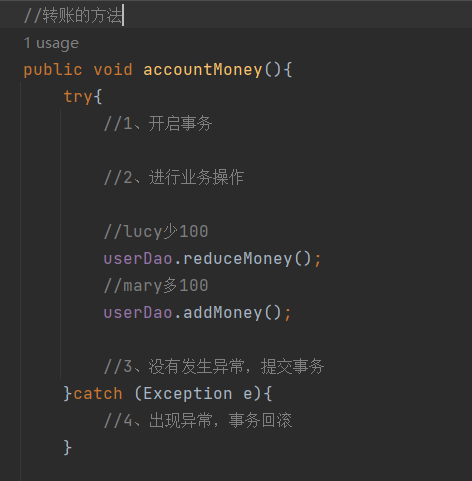 //转账的方法
1 usage
public void accountMoney(){
try{
//1、开启事务
//2、进行业务操作
//lucy少100
userDao.reduceMoney();
//mary多100
userDao.addMoney();
//3、没有发生异常，提交事务
}catch (Exception e){
//4、出现异常，事务回滚
}